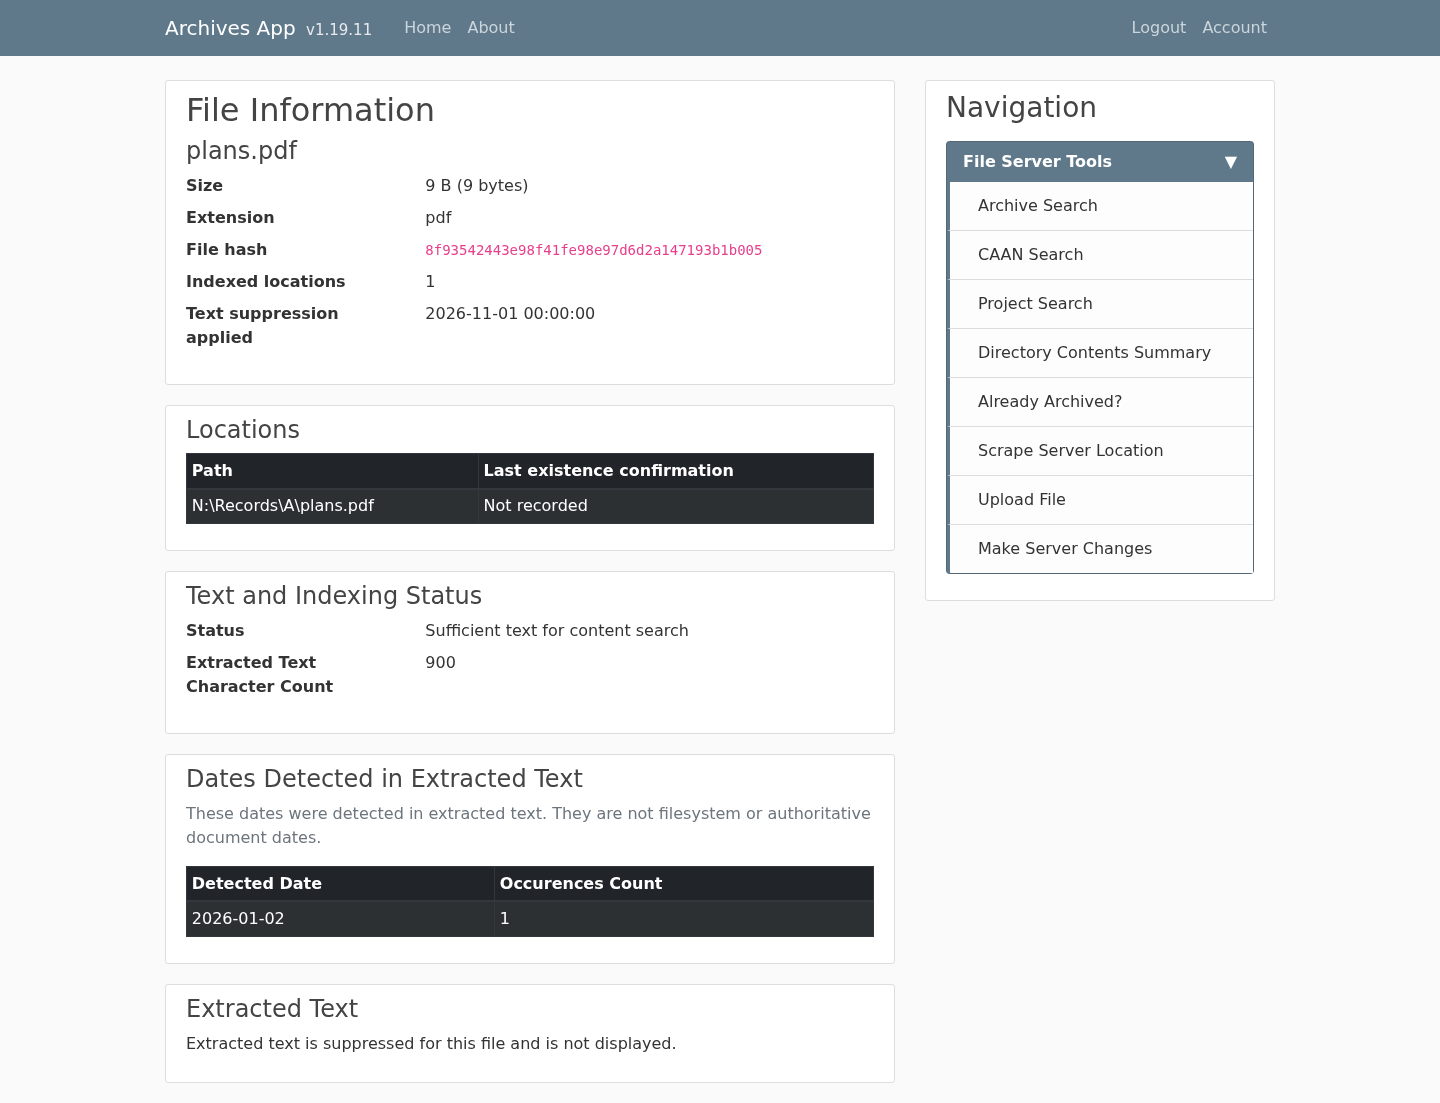 Archives App v1.19.11 Home About Logout Account
File Information
plans.pdf
Size 9 B (9 bytes)
Extension pdf
File hash 8f93542443e98f41fe98e97d6d2a147193b1b005
Indexed locations 1
Text suppression applied 2026-11-01 00:00:00
Locations
Path Last existence confirmation
N:\Records\A\plans.pdf Not recorded
Text and Indexing Status
Status Sufficient text for content search
Extracted Text Character Count 900
Dates Detected in Extracted Text
These dates were detected in extracted text. They are not filesystem or authoritative
document dates.
Detected Date Occurences Count
2026-01-02 1
Extracted Text
Extracted text is suppressed for this file and is not displayed.
Navigation
File Server Tools ▼
Archive Search
CAAN Search
Project Search
Directory Contents Summary
Already Archived?
Scrape Server Location
Upload File
Make Server Changes